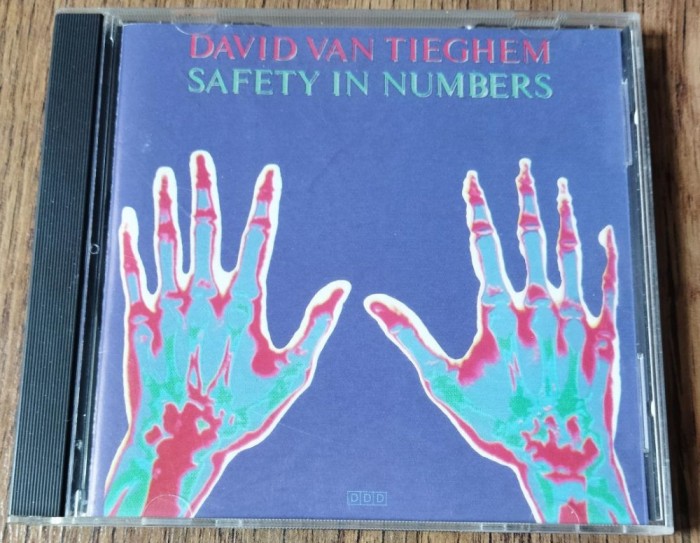 DAVID VAN TIEGHEM
SAFETY IN NUMBERS
DDD